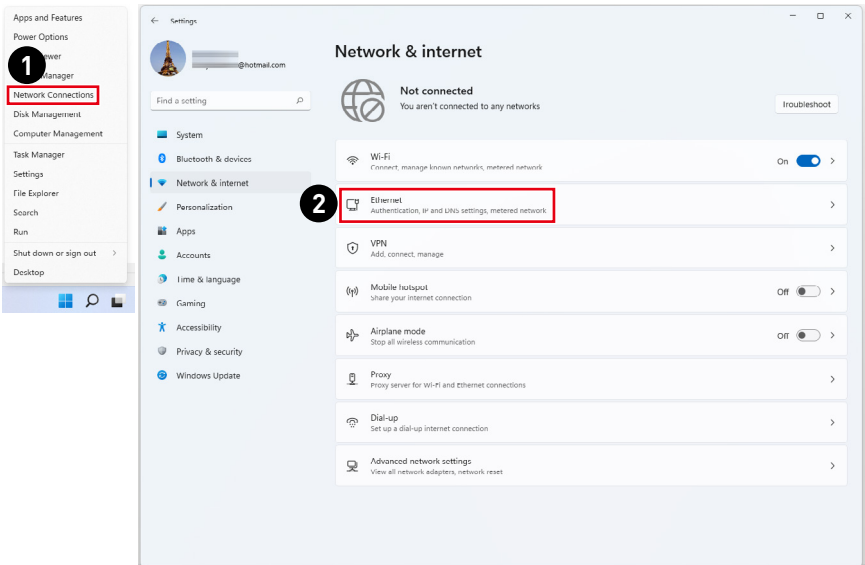 Apps and Features
Power Options
ewer
1
Manager
Network Connections
Disk Management
Computer Management
Task Manager
Settings
File Explorer
Search
Run
Shut down or sign out
Desktop
Settings
@hotmail.com
Find a setting
System
Bluetooth & devices
Network & internet
Personalization
Apps
Accounts
Time & language
Gaming
Accessibility
Privacy & security
Windows Update
Network & internet
Not connected
You aren't connected to any networks
Troubleshoot
Wi-Fi
Connect, manage known networks, metered network
On
2
Ethernet
Authentication, IP and DNS settings, metered network
VPN
Add, connect, manage
Mobile hotspot
Share your internet connection
Off
Airplane mode
Stop all wireless communication
Off
Proxy
Proxy server for Wi-Fi and Ethernet connections
Dial-up
Set up a dial-up internet connection
Advanced network settings
View all network adapters, network reset